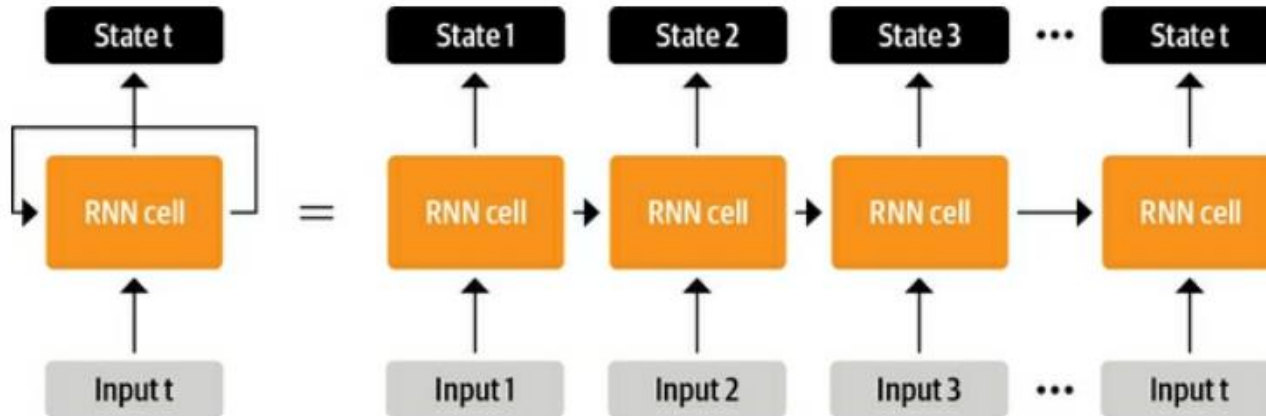 State t
State 1
State 2
State 3
•••
State t
RNN cell
=
RNN cell
RNN cell
RNN cell
RNN cell
Input t
Input 1
Input 2
Input 3
•••
Input t